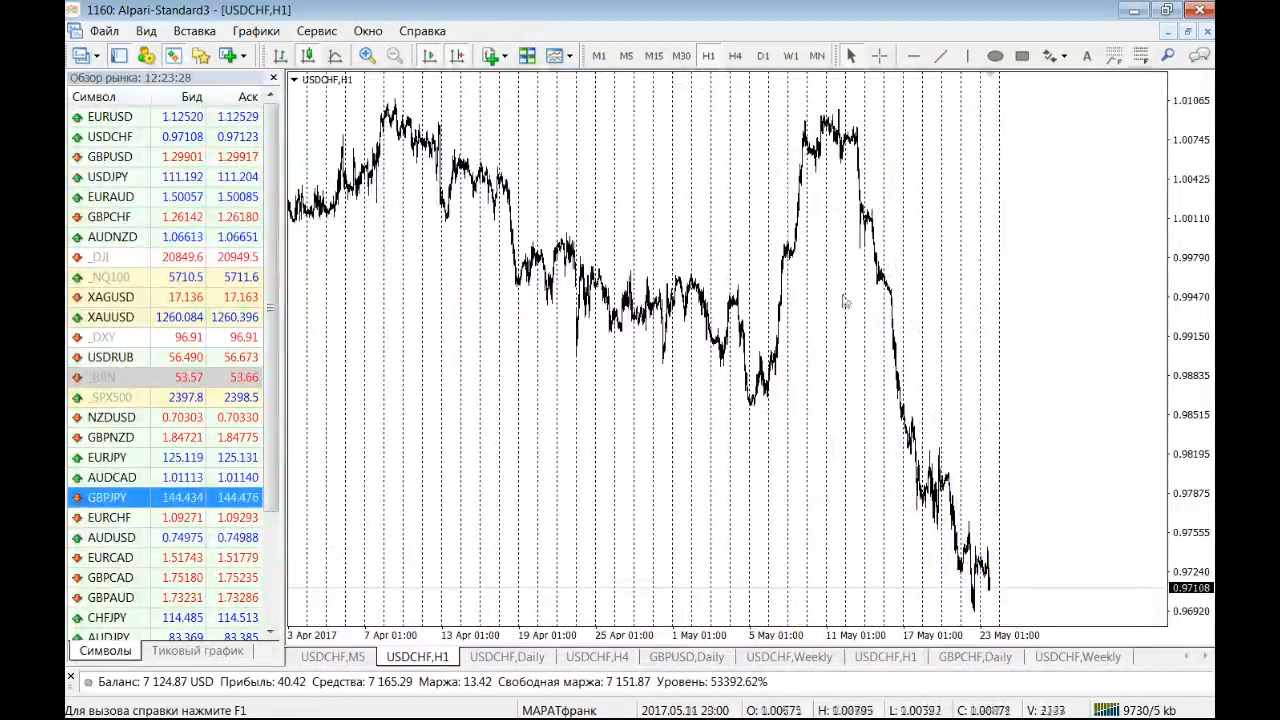 1160: Alpari-Standard3 - [USDCHF,H1]
Файл Вид Вставка Графики Сервис Окно Справка
M1 M5 M15 M30 H1 H4 D1 W1 MN
Обзор рынка: 12:23:28
USDCHF,H1
Символ Бид Аск
EURUSD 1.12520 1.12529
USDCHF 0.97108 0.97123
GBPUSD 1.29901 1.29917
USDJPY 111.192 111.204
EURAUD 1.50057 1.50085
GBPCHF 1.26142 1.26180
AUDNZD 1.06613 1.06651
_DJI 20849.6 20949.5
_NQ100 5710.5 5711.6
XAGUSD 17.136 17.163
XAUUSD 1260.084 1260.396
_DXY 96.91 96.91
USDRUB 56.490 56.673
_BRN 53.57 53.66
_SPX500 2397.8 2398.5
NZDUSD 0.70303 0.70330
GBPNZD 1.84721 1.84775
EURJPY 125.119 125.131
AUDCAD 1.01113 1.01140
GBPJPY 144.434 144.476
EURCHF 1.09271 1.09293
AUDUSD 0.74975 0.74988
EURCAD 1.51743 1.51779
GBPCAD 1.75180 1.75235
GBPAUD 1.73231 1.73286
CHFJPY 114.485 114.513
AUDJPY 83.369 83.385
1.01065
1.00745
1.00425
1.00110
0.99790
0.99470
0.99150
0.98835
0.98515
0.98195
0.97875
0.97555
0.97240
0.97108
0.96920
3 Apr 2017 7 Apr 01:00 13 Apr 01:00 19 Apr 01:00 25 Apr 01:00 1 May 01:00 5 May 01:00 11 May 01:00 17 May 01:00 23 May 01:00
Символы Тиковый график
USDCHF,M5 USDCHF,H1 USDCHF,Daily USDCHF,H4 GBPUSD,Daily USDCHF,Weekly USDCHF,H1 GBPCHF,Daily USDCHF,Weekly
Баланс: 7 124.87 USD Прибыль: 40.42 Средства: 7 165.29 Маржа: 13.42 Свободная маржа: 7 151.87 Уровень: 53392.62%
Для вызова справки нажмите F1 МАРАТфранк 2017.05.11 23:00 9730/5 kb